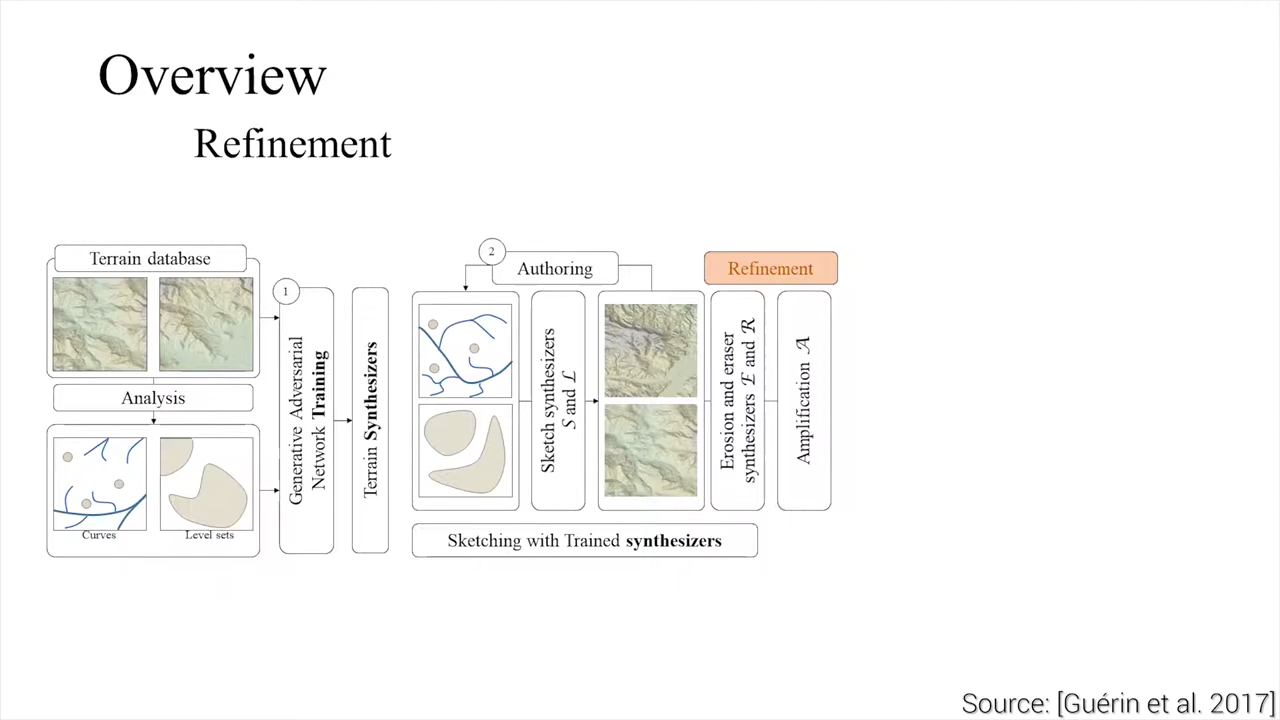 Overview
Refinement
Terrain database
Analysis
Curves
Level sets
1
Generative Adversarial
Network Training
Terrain Synthesizers
2
Authoring
Sketch synthesizers
S and ℒ
Refinement
Erosion and eraser
synthesizers ℰ and ℛ
Amplification 𝒜
Sketching with Trained synthesizers
Source: [Guérin et al. 2017]